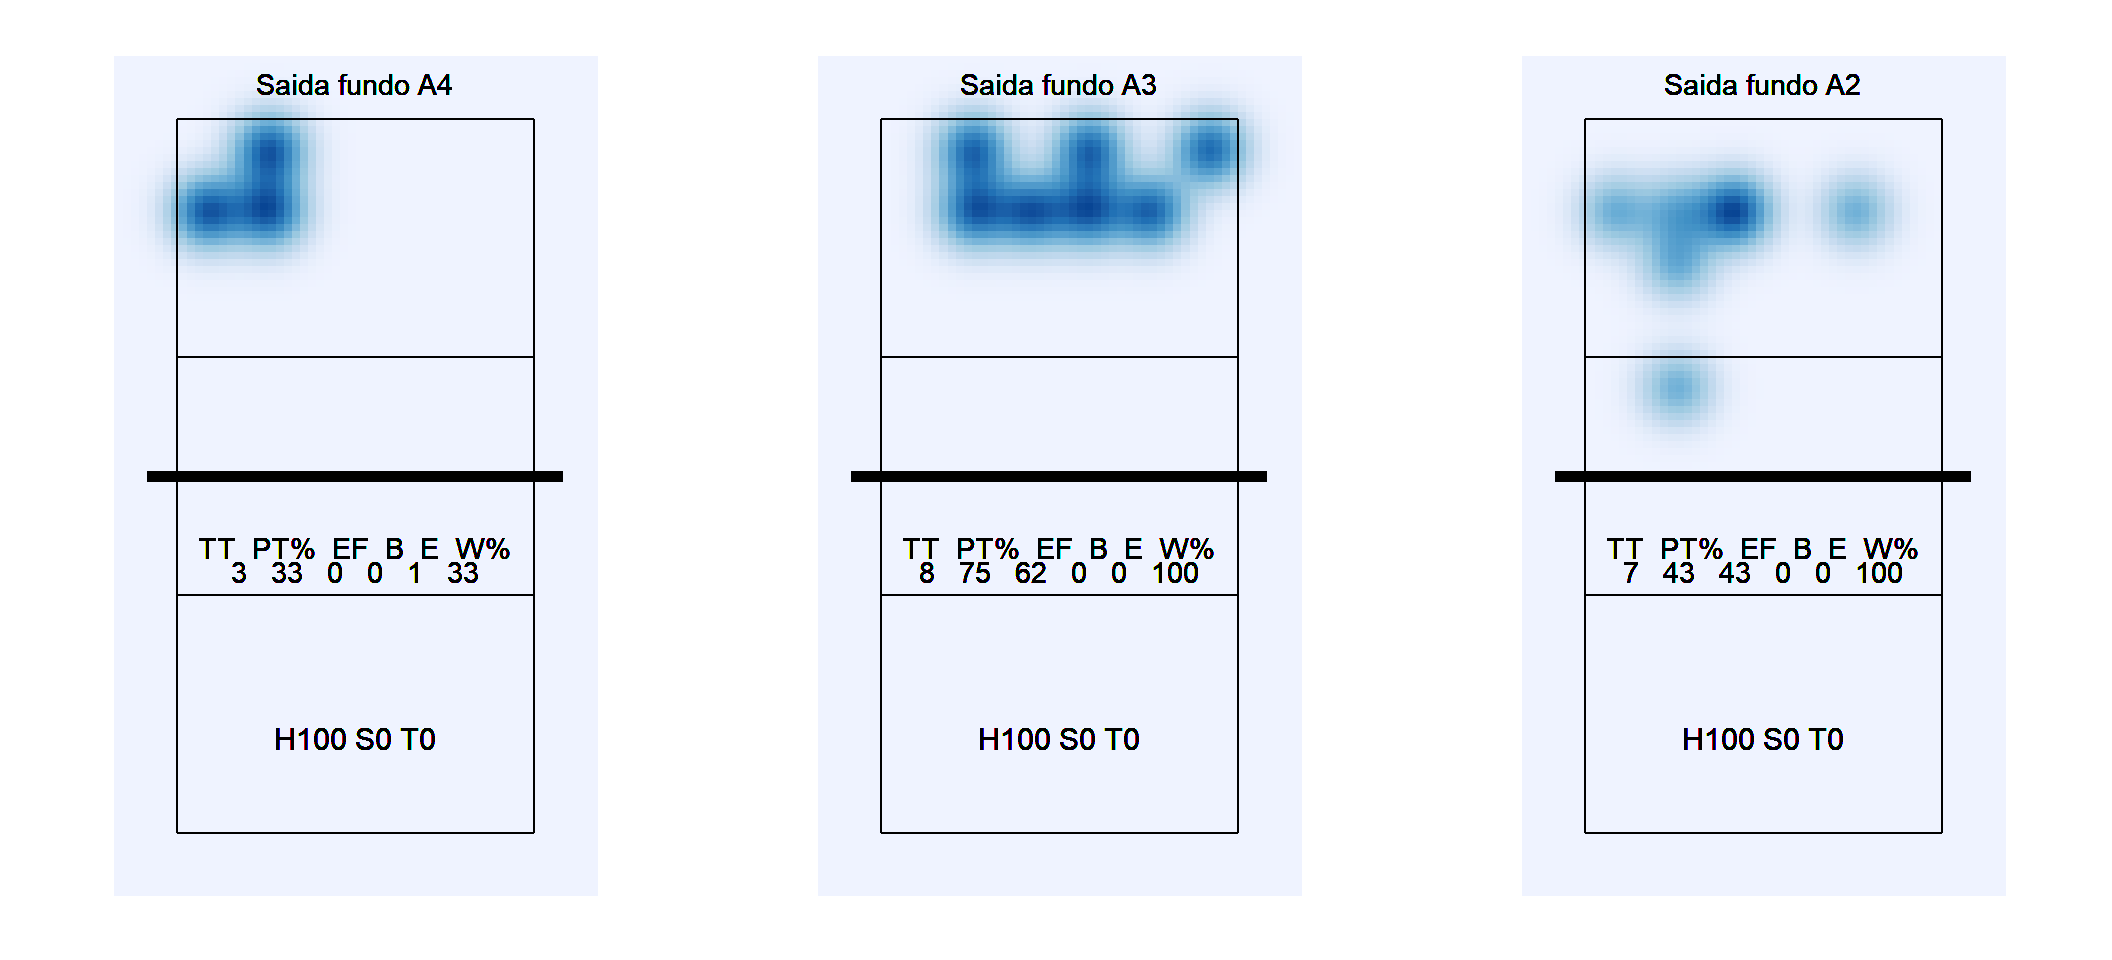 Saida fundo A4
TT PT% EF B E W%
3 33 0 0 1 33
H100 S0 T0
Saida fundo A3
TT PT% EF B E W%
8 75 62 0 0 100
H100 S0 T0
Saida fundo A2
TT PT% EF B E W%
7 43 43 0 0 100
H100 S0 T0